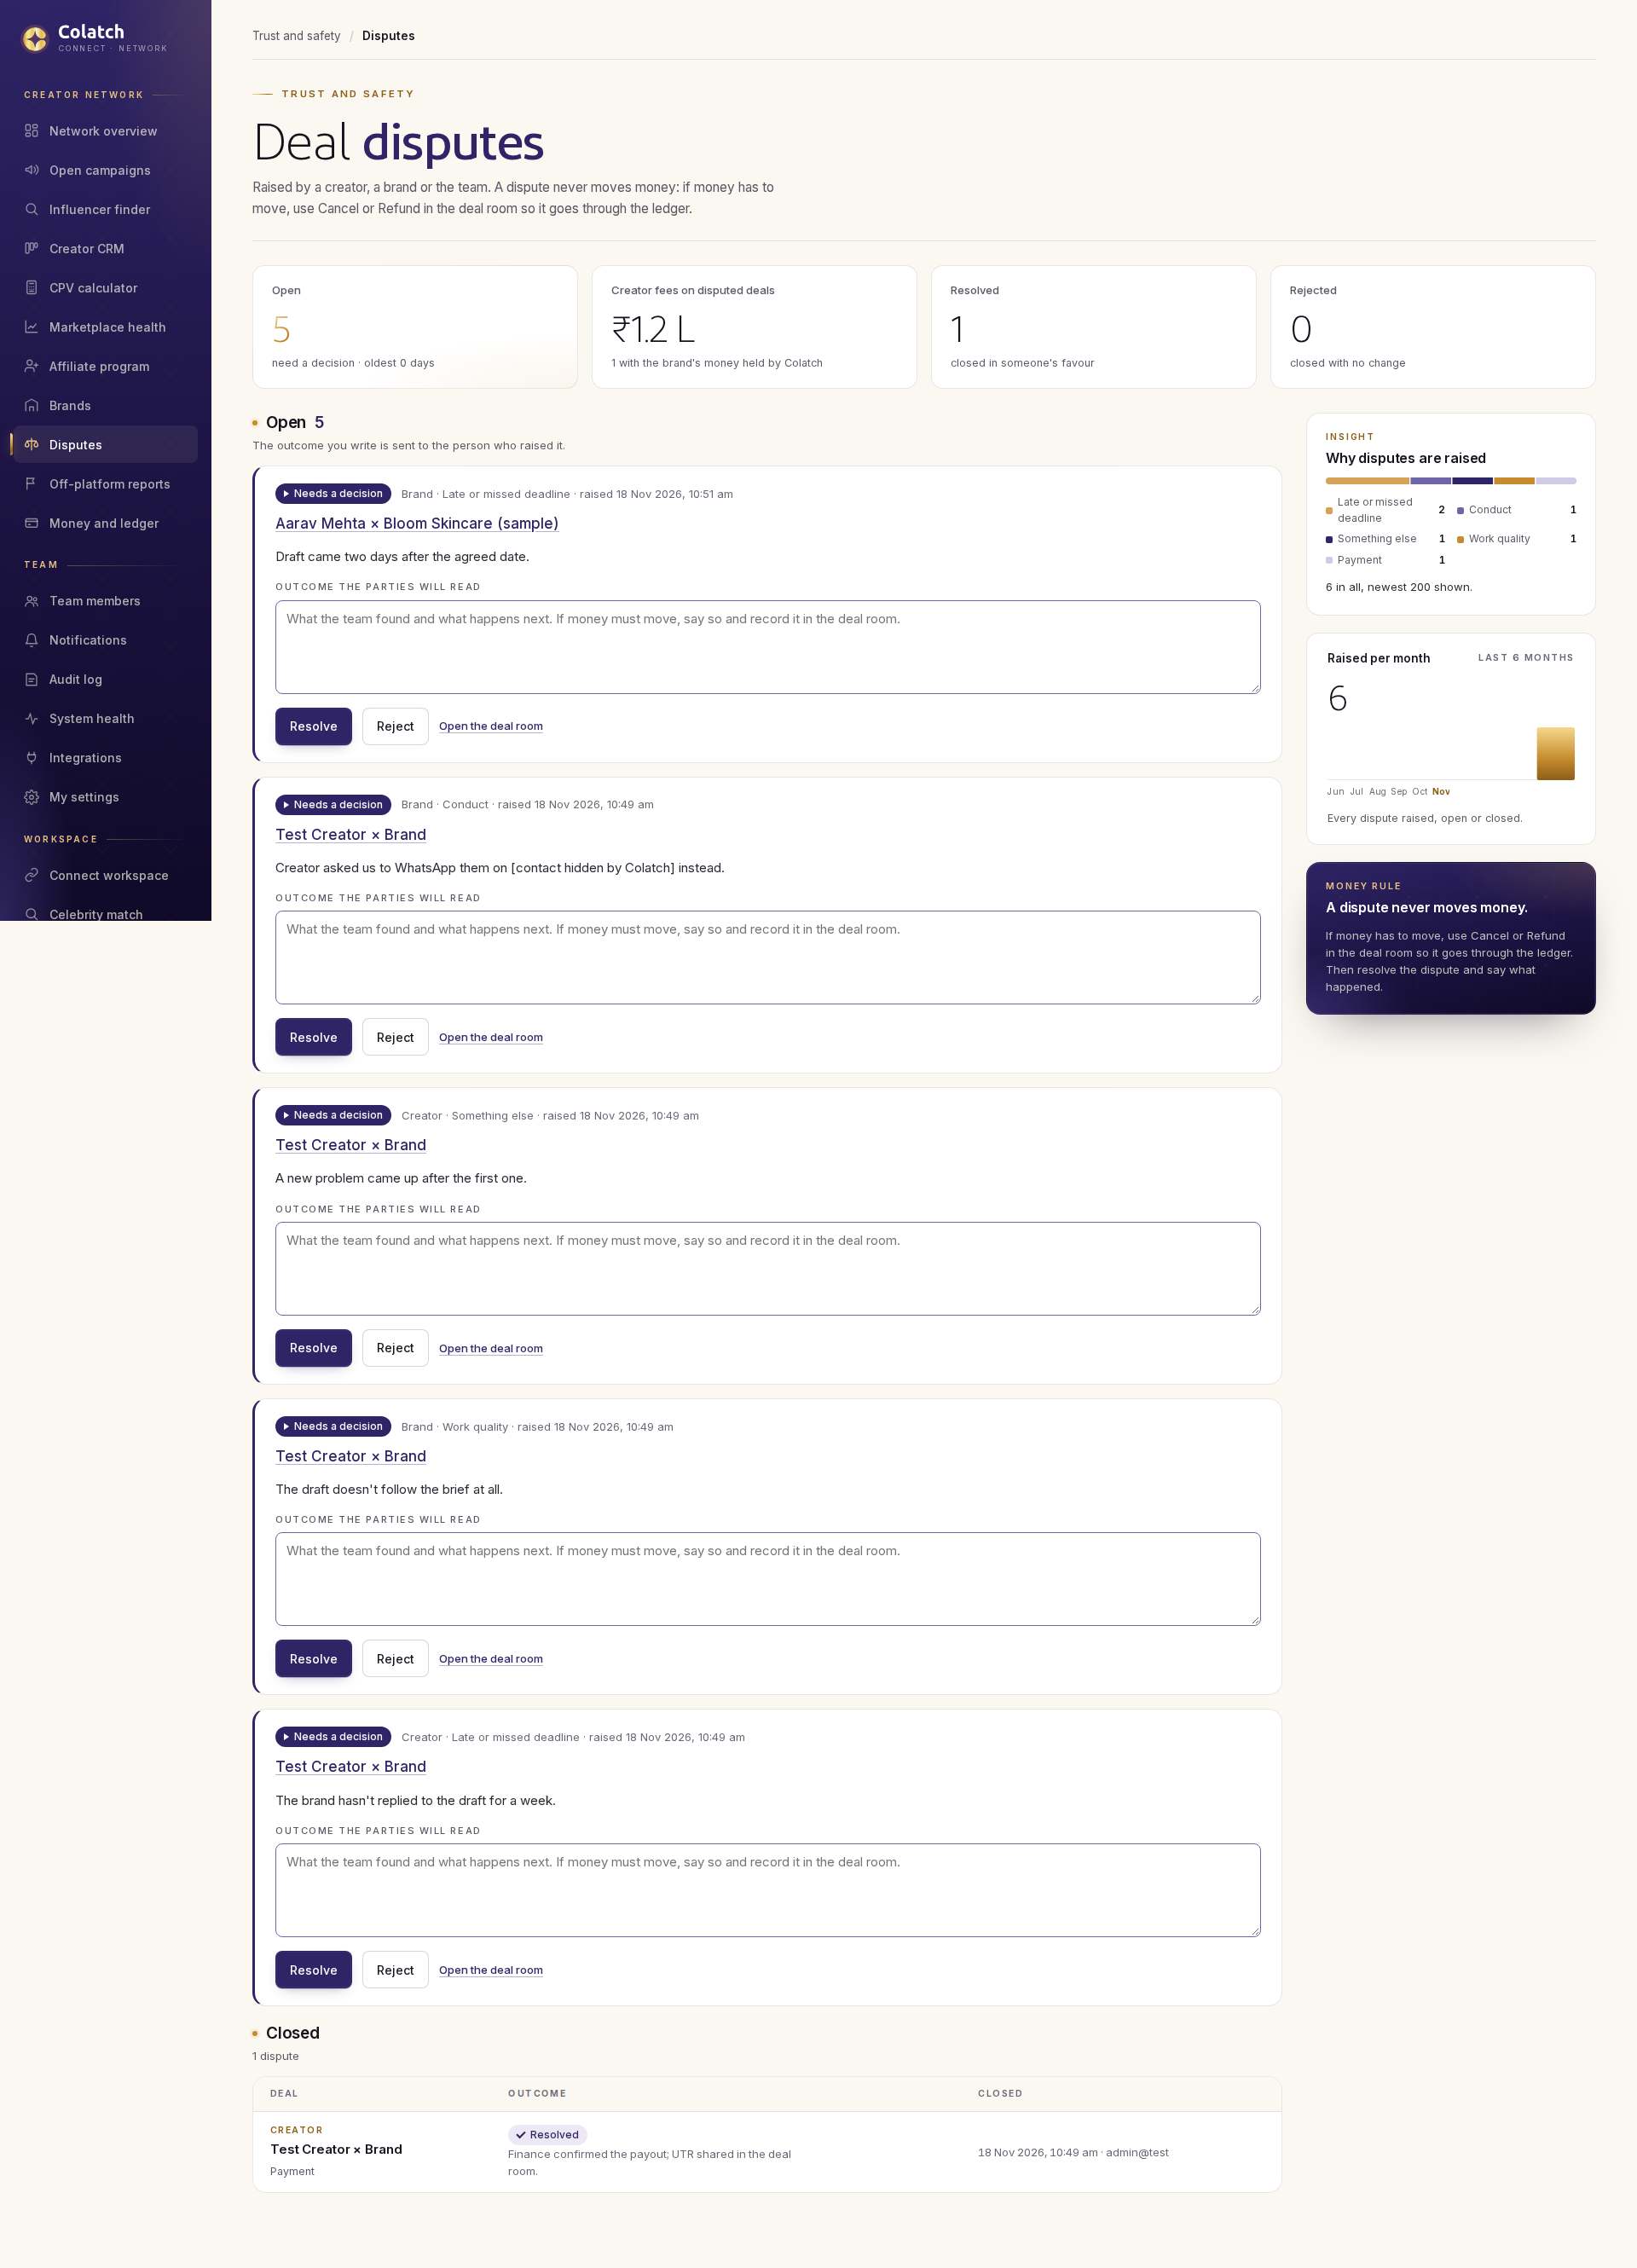 Colatch
CONNECT · NETWORK
CREATOR NETWORK
Network overview
Open campaigns
Influencer finder
Creator CRM
CPV calculator
Marketplace health
Affiliate program
Brands
Disputes
Off-platform reports
Money and ledger
TEAM
Team members
Notifications
Audit log
System health
Integrations
My settings
WORKSPACE
Connect workspace
Celebrity match
Trust and safety / Disputes
TRUST AND SAFETY
Deal disputes
Raised by a creator, a brand or the team. A dispute never moves money: if money has to
move, use Cancel or Refund in the deal room so it goes through the ledger.
Open
5
need a decision · oldest 0 days
Creator fees on disputed deals
₹1.2 L
1 with the brand's money held by Colatch
Resolved
1
closed in someone's favour
Rejected
0
closed with no change
Open 5
The outcome you write is sent to the person who raised it.
Needs a decision Brand · Late or missed deadline · raised 18 Nov 2026, 10:51 am
Aarav Mehta × Bloom Skincare (sample)
Draft came two days after the agreed date.
OUTCOME THE PARTIES WILL READ
What the team found and what happens next. If money must move, say so and record it in the deal room.
Resolve Reject Open the deal room
Needs a decision Brand · Conduct · raised 18 Nov 2026, 10:49 am
Test Creator × Brand
Creator asked us to WhatsApp them on [contact hidden by Colatch] instead.
OUTCOME THE PARTIES WILL READ
What the team found and what happens next. If money must move, say so and record it in the deal room.
Resolve Reject Open the deal room
Needs a decision Creator · Something else · raised 18 Nov 2026, 10:49 am
Test Creator × Brand
A new problem came up after the first one.
OUTCOME THE PARTIES WILL READ
What the team found and what happens next. If money must move, say so and record it in the deal room.
Resolve Reject Open the deal room
Needs a decision Brand · Work quality · raised 18 Nov 2026, 10:49 am
Test Creator × Brand
The draft doesn't follow the brief at all.
OUTCOME THE PARTIES WILL READ
What the team found and what happens next. If money must move, say so and record it in the deal room.
Resolve Reject Open the deal room
Needs a decision Creator · Late or missed deadline · raised 18 Nov 2026, 10:49 am
Test Creator × Brand
The brand hasn't replied to the draft for a week.
OUTCOME THE PARTIES WILL READ
What the team found and what happens next. If money must move, say so and record it in the deal room.
Resolve Reject Open the deal room
Closed
1 dispute
DEAL OUTCOME CLOSED
CREATOR
Test Creator × Brand
Payment
Resolved
Finance confirmed the payout; UTR shared in the deal
room.
18 Nov 2026, 10:49 am · admin@test
INSIGHT
Why disputes are raised
Late or missed
deadline 2
Conduct 1
Something else 1
Work quality 1
Payment 1
6 in all, newest 200 shown.
Raised per month LAST 6 MONTHS
6
Jun Jul Aug Sep Oct Nov
Every dispute raised, open or closed.
MONEY RULE
A dispute never moves money.
If money has to move, use Cancel or Refund
in the deal room so it goes through the ledger.
Then resolve the dispute and say what
happened.